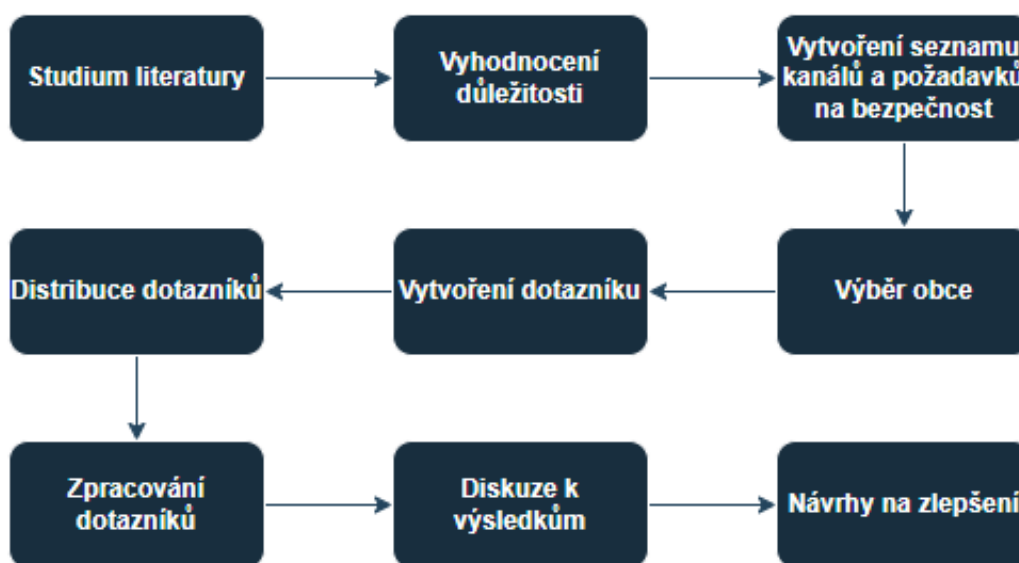 Studium literatury
Vyhodnocení
důležitosti
Vytvoření seznamu
kanálů a požadavků
na bezpečnost
Výběr obce
Vytvoření dotazníku
Distribuce dotazníků
Zpracování
dotazníků
Diskuze k
výsledkům
Návrhy na zlepšení